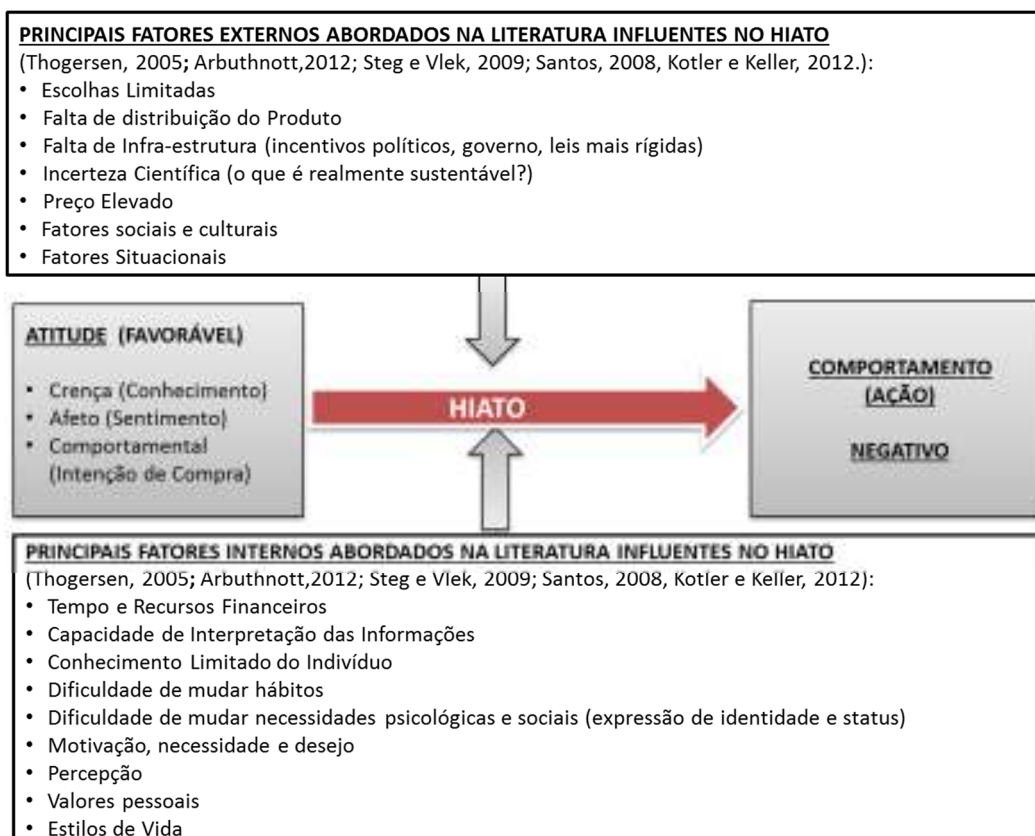 PRINCIPAIS FATORES EXTERNOS ABORDADOS NA LITERATURA INFLUENTES NO HIATO
(Thogersen, 2005; Arbuthnott,2012; Steg e Vlek, 2009; Santos, 2008, Kotler e Keller, 2012.):
• Escolhas Limitadas
• Falta de distribuição do Produto
• Falta de Infra-estrutura (incentivos políticos, governo, leis mais rígidas)
• Incerteza Científica (o que é realmente sustentável?)
• Preço Elevado
• Fatores sociais e culturais
• Fatores Situacionais
ATITUDE (FAVORÁVEL)
• Crença (Conhecimento)
• Afeto (Sentimento)
• Comportamental
(Intenção de Compra)
HIATO
COMPORTAMENTO
(AÇÃO)
NEGATIVO
PRINCIPAIS FATORES INTERNOS ABORDADOS NA LITERATURA INFLUENTES NO HIATO
(Thogersen, 2005; Arbuthnott,2012; Steg e Vlek, 2009; Santos, 2008, Kotler e Keller, 2012):
• Tempo e Recursos Financeiros
• Capacidade de Interpretação das Informações
• Conhecimento Limitado do Indivíduo
• Dificuldade de mudar hábitos
• Dificuldade de mudar necessidades psicológicas e sociais (expressão de identidade e status)
• Motivação, necessidade e desejo
• Percepção
• Valores pessoais
• Estilos de Vida